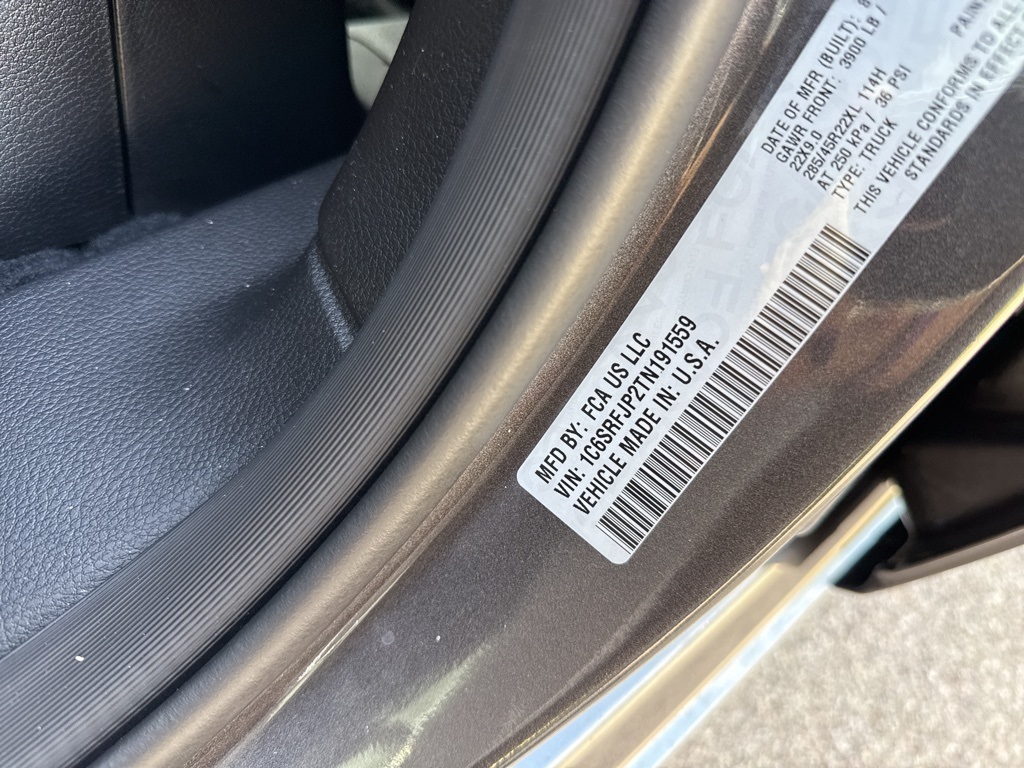 MFD BY: FCA US LLC
VIN: 1C6SRFJP2TN191559
VEHICLE MADE IN: U.S.A.
DATE OF MFR (BUILT): 8
GAWR FRONT: 3900 LB /
22X9.0
285/45R22XL 114H
AT 250 kPa / 36 PSI
TYPE: TRUCK
THIS VEHICLE CONFORMS TO ALL
STANDARDS IN EFFECT